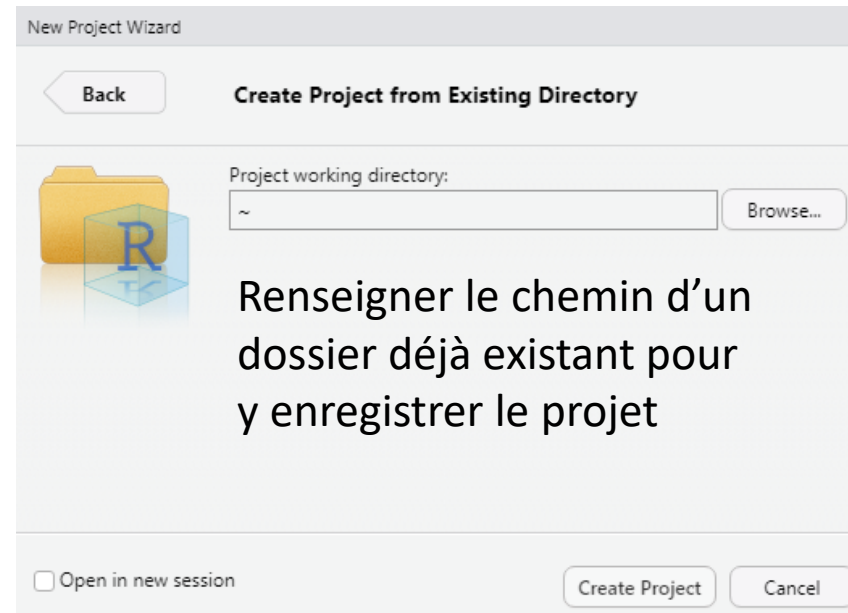 New Project Wizard
Back
Create Project from Existing Directory
Project working directory:
~
Browse...
R
Renseigner le chemin d’un
dossier déjà existant pour
y enregistrer le projet
Open in new session
Create Project
Cancel